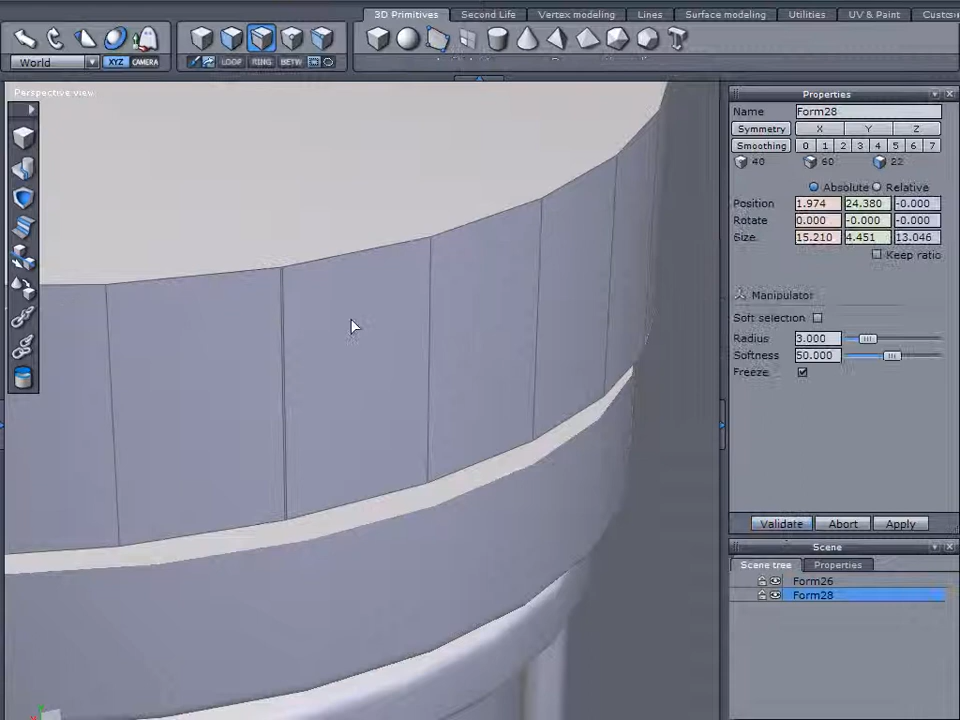 3D Primitives Second Life Vertex modeling Lines Surface modeling Utilities UV & Paint
World XYZ CAMERA LOOP RING BETW
Perspective view
Properties
Name Form28
Symmetry X Y Z
Smoothing 0 1 2 3 4 5 6 7
40 60 22
Absolute Relative
Position 1.974 24.380 -0.000
Rotate 0.000 -0.000 -0.000
Size 15.210 4.451 13.046
Keep ratio
Manipulator
Soft selection
Radius 3.000
Softness 50.000
Freeze
Validate Abort Apply
Scene
Scene tree Properties
Form26
Form28